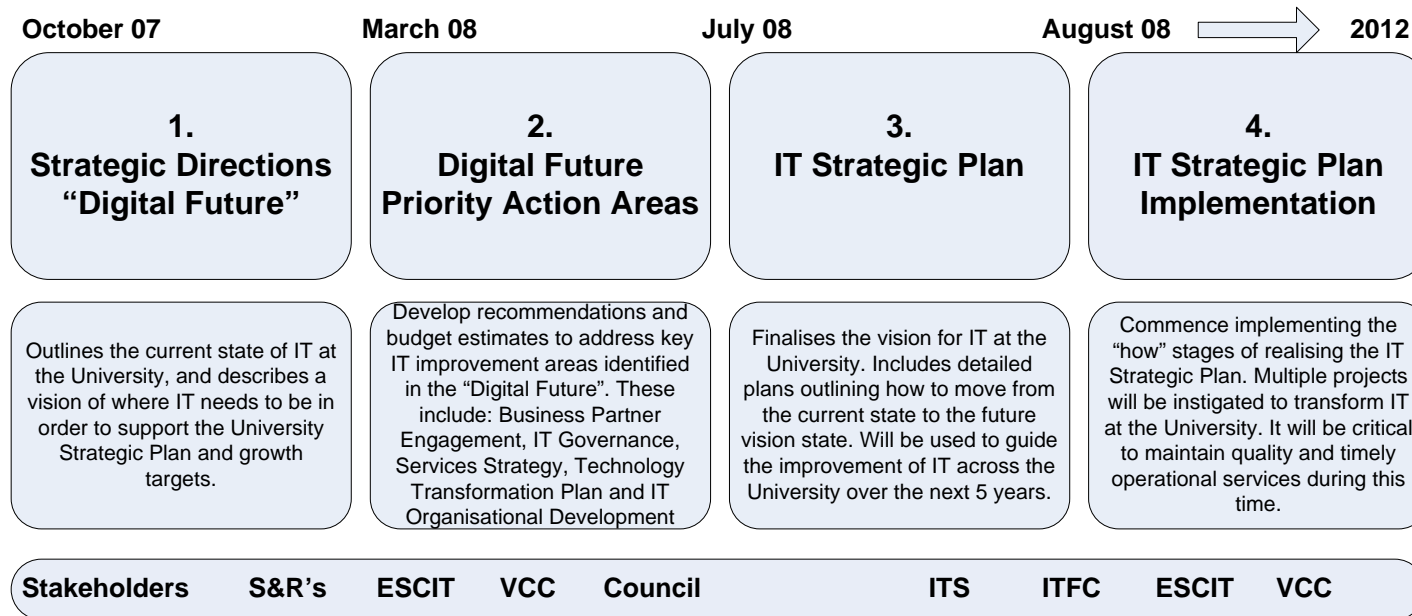 October 07 March 08 July 08 August 08 2012
1.
Strategic Directions
“Digital Future”
2.
Digital Future
Priority Action Areas
3.
IT Strategic Plan
4.
IT Strategic Plan
Implementation
Outlines the current state of IT at
the University, and describes a
vision of where IT needs to be in
order to support the University
Strategic Plan and growth
targets.
Develop recommendations and
budget estimates to address key
IT improvement areas identified
in the “Digital Future”. These
include: Business Partner
Engagement, IT Governance,
Services Strategy, Technology
Transformation Plan and IT
Organisational Development
Finalises the vision for IT at the
University. Includes detailed
plans outlining how to move from
the current state to the future
vision state. Will be used to guide
the improvement of IT across the
University over the next 5 years.
Commence implementing the
“how” stages of realising the IT
Strategic Plan. Multiple projects
will be instigated to transform IT
at the University. It will be critical
to maintain quality and timely
operational services during this
time.
Stakeholders S&R's ESCIT VCC Council ITS ITFC ESCIT VCC